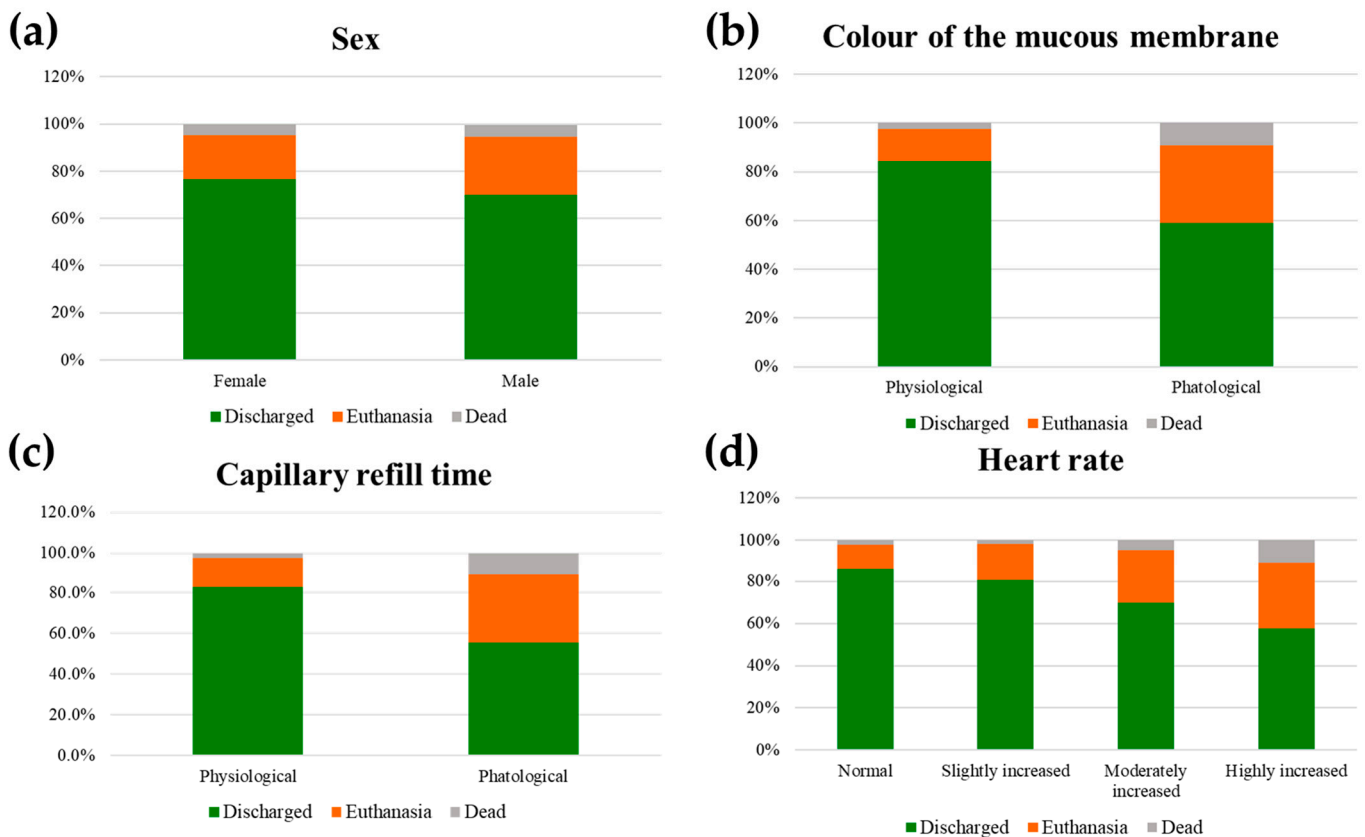 (a)
Sex
120%
100%
80%
60%
40%
20%
0%
Female Male
Discharged Euthanasia Dead
(b)
Colour of the mucous membrane
120%
100%
80%
60%
40%
20%
0%
Physiological Phatological
Discharged Euthanasia Dead
(c)
Capillary refill time
120.0%
100.0%
80.0%
60.0%
40.0%
20.0%
0.0%
Physiological Phatological
Discharged Euthanasia Dead
(d)
Heart rate
120%
100%
80%
60%
40%
20%
0%
Normal Slightly increased Moderately Highly increased
increased
Discharged Euthanasia Dead